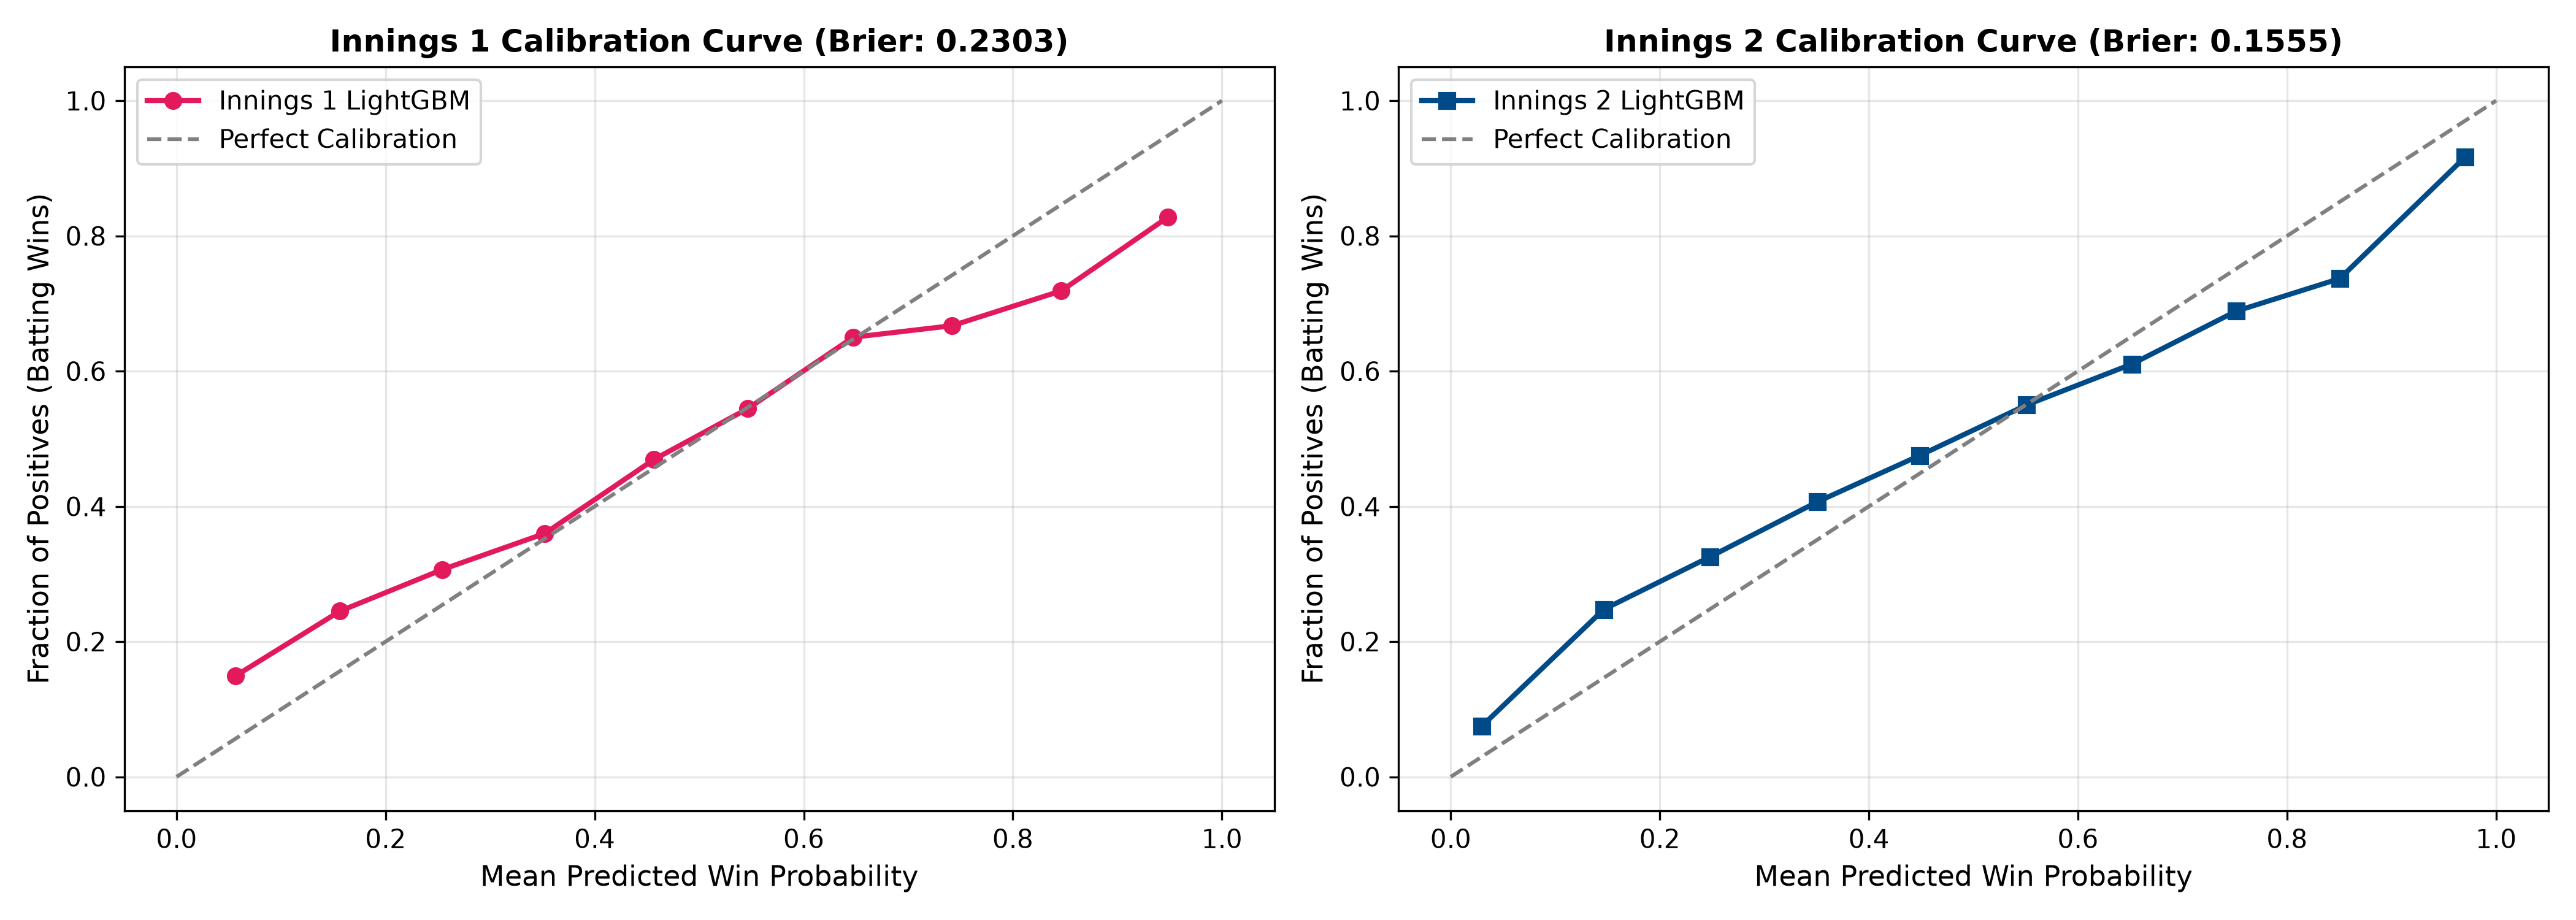 Innings 1 Calibration Curve (Brier: 0.2303)
Innings 1 LightGBM
Perfect Calibration
Fraction of Positives (Batting Wins)
1.0
0.8
0.6
0.4
0.2
0.0
0.0 0.2 0.4 0.6 0.8 1.0
Mean Predicted Win Probability
Innings 2 Calibration Curve (Brier: 0.1555)
Innings 2 LightGBM
Perfect Calibration
Fraction of Positives (Batting Wins)
1.0
0.8
0.6
0.4
0.2
0.0
0.0 0.2 0.4 0.6 0.8 1.0
Mean Predicted Win Probability